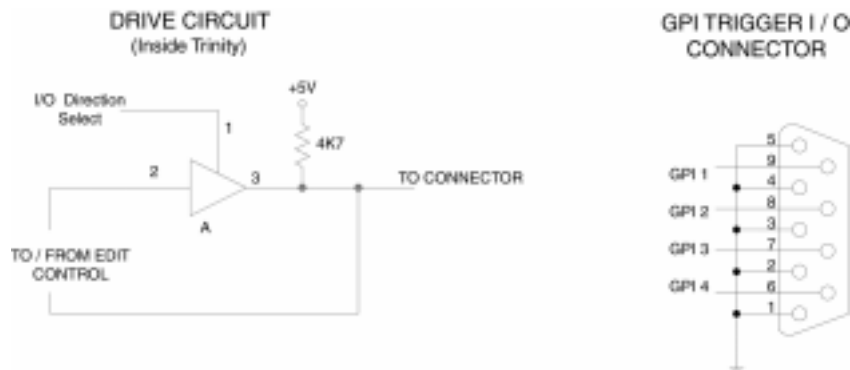 DRIVE CIRCUIT
(Inside Trinity)
I/O Direction
Select
1
+5V
4K7
2
3
TO CONNECTOR
A
TO / FROM EDIT
CONTROL
GPI TRIGGER I / O
CONNECTOR
5
9
GPI 1
4
8
GPI 2
3
7
GPI 3
2
6
GPI 4
1